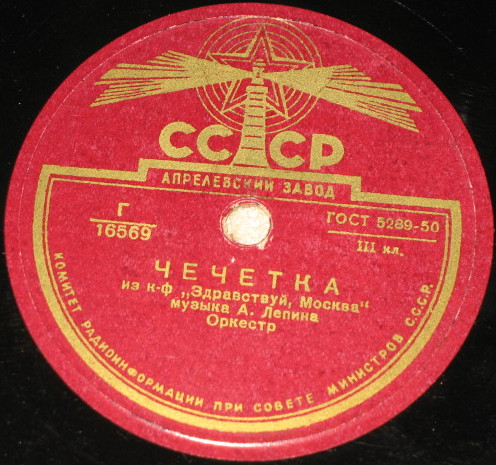 СССР
АПРЕЛЕВСКИЙ ЗАВОД
Г
16569
ГОСТ 5289-50
III кл.
ЧЕЧЕТКА
из к-ф „Здравствуй, Москва“
музыка А. Лепина
Оркестр
КОМИТЕТ РАДИОИНФОРМАЦИИ ПРИ СОВЕТЕ МИНИСТРОВ СССР.